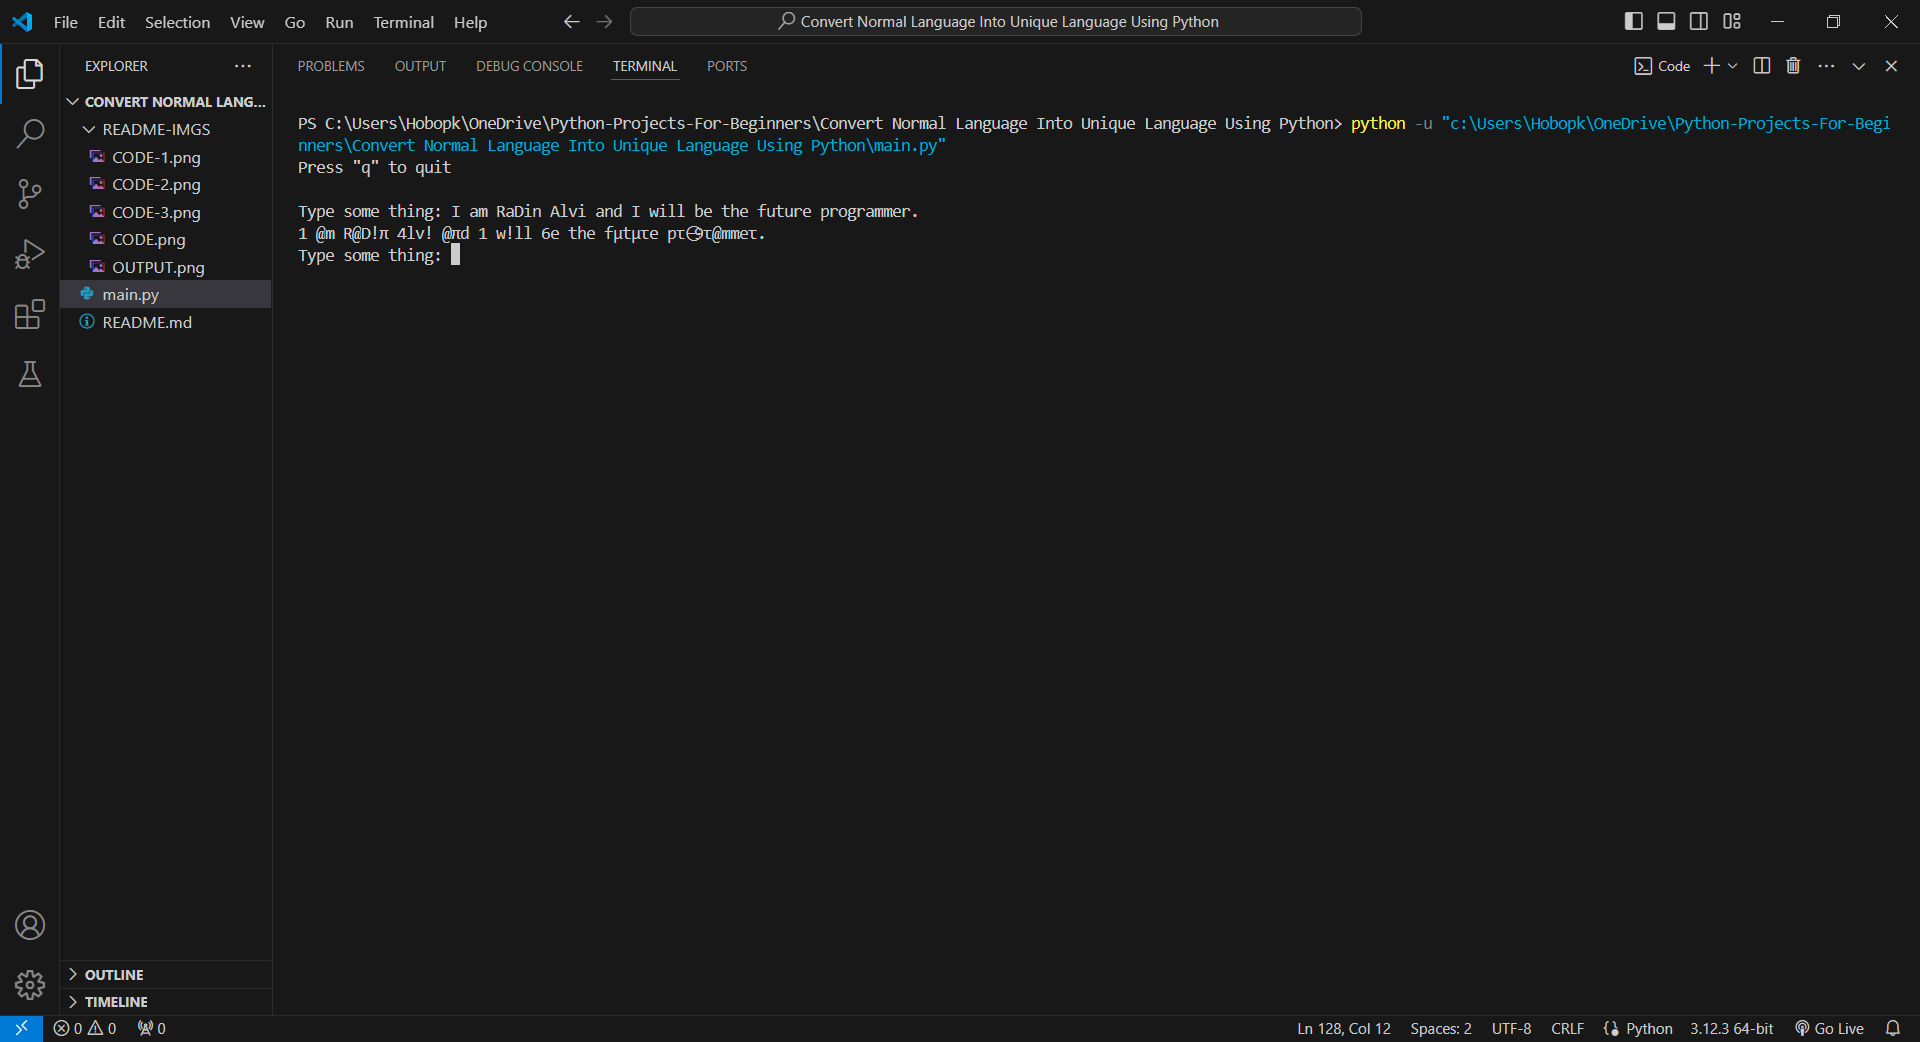 File Edit Selection View Go Run Terminal Help
Convert Normal Language Into Unique Language Using Python
EXPLORER
CONVERT NORMAL LANG...
README-IMGS
CODE-1.png
CODE-2.png
CODE-3.png
CODE.png
OUTPUT.png
main.py
README.md
OUTLINE
TIMELINE
PROBLEMS OUTPUT DEBUG CONSOLE TERMINAL PORTS
Code
PS C:\Users\Hobopk\OneDrive\Python-Projects-For-Beginners\Convert Normal Language Into Unique Language Using Python> python -u "c:\Users\Hobopk\OneDrive\Python-Projects-For-Begi
nners\Convert Normal Language Into Unique Language Using Python\main.py"
Press "q" to quit
Type some thing: I am RaDin Alvi and I will be the future programmer.
1 @m R@D!π 4lv! @πd 1 w!ll 6e the fμtμτe
Type some thing:
0 0 0
Ln 128, Col 12 Spaces: 2 UTF-8 CRLF Python 3.12.3 64-bit Go Live